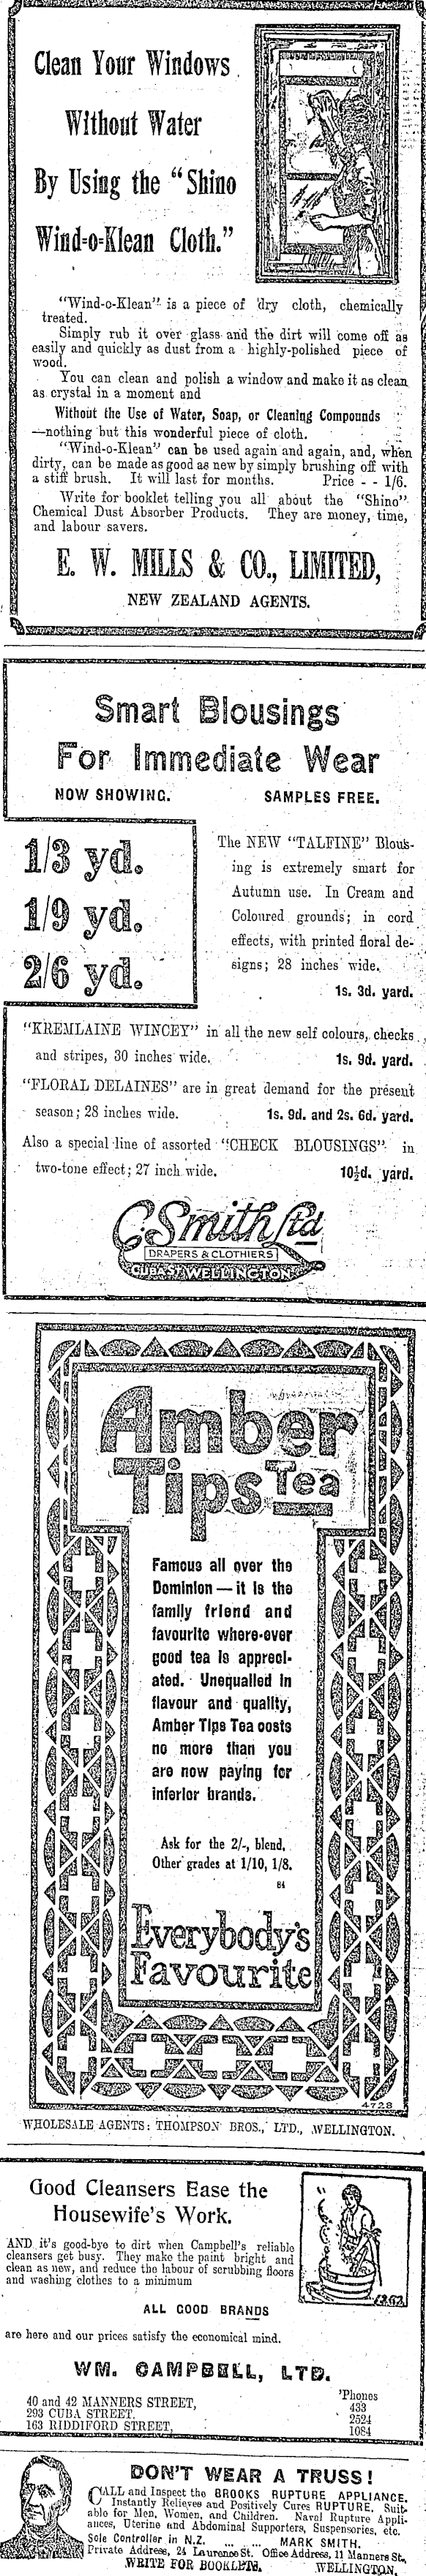 Clean Your Windows
Without Water
By Using the "Shino
Wind-o-Klean Cloth."
"Wind-o-Klean" is a piece of dry cloth, chemically
treated.
Simply rub it over glass and the dirt will come off as
easily and quickly as dust from a highly-polished piece of
wood.
You can clean and polish a window and make it as clean
as crystal in a moment and
Without the Use of Water, Soap, or Cleaning Compounds
—nothing but this wonderful piece of cloth.
"Wind-o-Klean" can be used again and again, and, when
dirty, can be made as good as new by simply brushing off with
a stiff brush. It will last for months. Price - - 1/6.
Write for booklet telling you all about the "Shino"
Chemical Dust Absorber Products. They are money, time,
and labour savers.
E. W. MILLS & CO., LIMITED,
NEW ZEALAND AGENTS.
Smart Blousings
For Immediate Wear
NOW SHOWING. SAMPLES FREE.
1/3 yd.
1/9 yd.
2/6 yd.
The NEW "TALFINE" Blous-
ing is extremely smart for
Autumn use. In Cream and
Coloured grounds; in cord
effects, with printed floral de-
signs; 28 inches wide.
1s. 3d. yard.
"KREMLAINE WINCEY" in all the new self colours, checks
and stripes, 30 inches wide. 1s. 9d. yard.
"FLORAL DELAINES" are in great demand for the present
season; 28 inches wide. 1s. 9d. and 2s. 6d. yard.
Also a special line of assorted "CHECK BLOUSINGS" in
two-tone effect; 27 inch wide. 10½d. yard.
C. Smith Ltd
DRAPERS & CLOTHIERS
CUBA ST WELLINGTON
Amber
Tips Tea
Famous all over the
Dominion — it is the
family friend and
favourite where-ever
good tea is appreci-
ated. Unequalled in
flavour and quality,
Amber Tips Tea costs
no more than you
are now paying for
inferior brands.
Ask for the 2/-, blend,
Other grades at 1/10, 1/8.
84
Everybody's
Favourite
4728
WHOLESALE AGENTS: THOMPSON BROS., LTD., WELLINGTON.
Good Cleansers Ease the
Housewife's Work.
AND it's good-bye to dirt when Campbell's reliable
cleansers get busy. They make the paint bright and
clean as new, and reduce the labour of scrubbing floors
and washing clothes to a minimum
ALL GOOD BRANDS
are here and our prices satisfy the economical mind.
WM. CAMPBELL, LTD.
'Phones
40 and 42 MANNERS STREET, 433
293 CUBA STREET, 2524
163 RIDDIFORD STREET, 1084
DON'T WEAR A TRUSS!
CALL and Inspect the BROOKS RUPTURE APPLIANCE.
Instantly Relieves and Positively Cures RUPTURE. Suit-
able for Men, Women, and Children. Navel Rupture Appli-
ances, Uterine and Abdominal Supporters, Suspensories, etc.
Sole Controller in N.Z. ... ... ... MARK SMITH.
Private Address, 24 Laurence St. Office Address, 11 Manners St.,
WRITE FOR BOOKLETS. WELLINGTON.